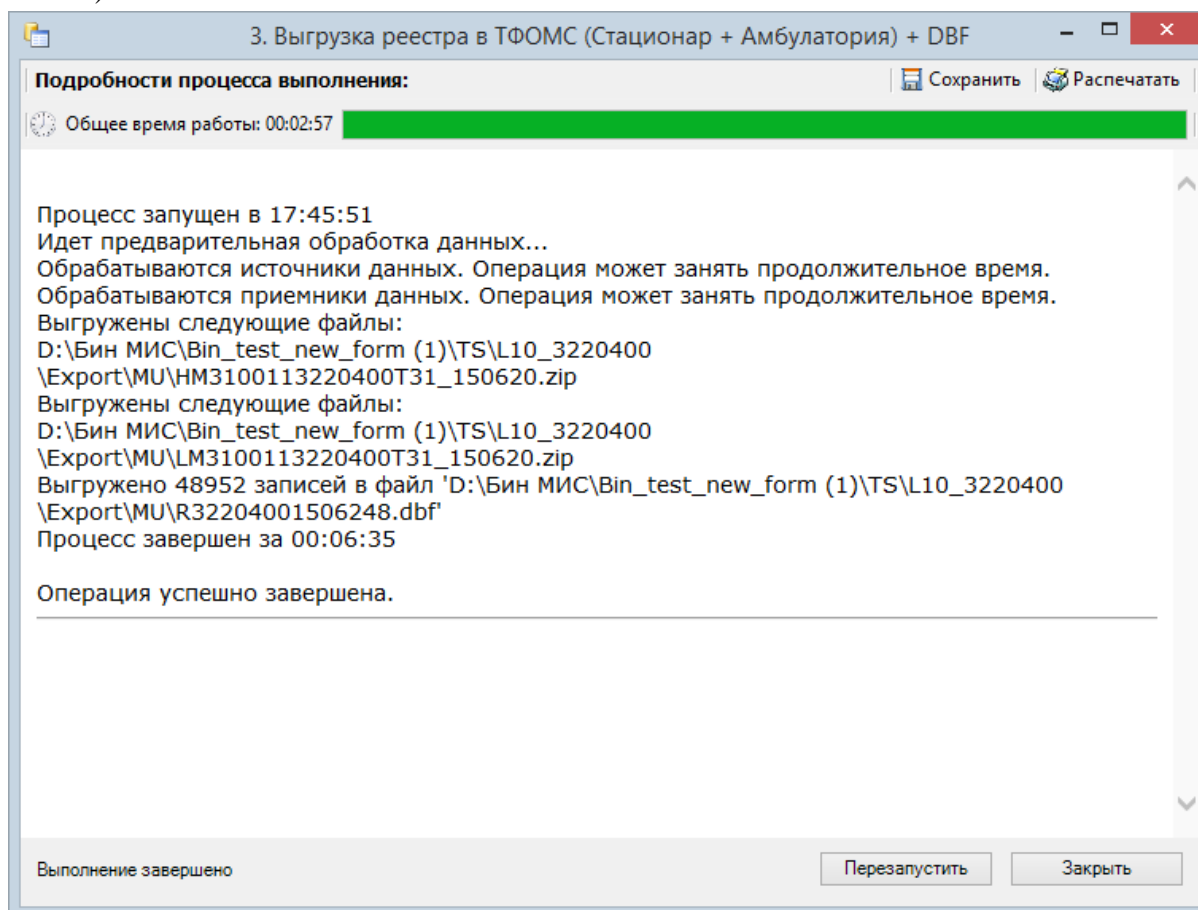 3. Выгрузка реестра в ТФОМС (Стационар + Амбулатория) + DBF
Подробности процесса выполнения:
Сохранить
Распечатать
Общее время работы: 00:02:57
Процесс запущен в 17:45:51
Идет предварительная обработка данных...
Обрабатываются источники данных. Операция может занять продолжительное время.
Обрабатываются приемники данных. Операция может занять продолжительное время.
Выгружены следующие файлы:
D:\Бин МИС\Bin_test_new_form (1)\TS\L10_3220400
\Export\MU\HM3100113220400T31_150620.zip
Выгружены следующие файлы:
D:\Бин МИС\Bin_test_new_form (1)\TS\L10_3220400
\Export\MU\LM3100113220400T31_150620.zip
Выгружено 48952 записей в файл 'D:\Бин МИС\Bin_test_new_form (1)\TS\L10_3220400
\Export\MU\R32204001506248.dbf'
Процесс завершен за 00:06:35
Операция успешно завершена.
Выполнение завершено
Перезапустить
Закрыть